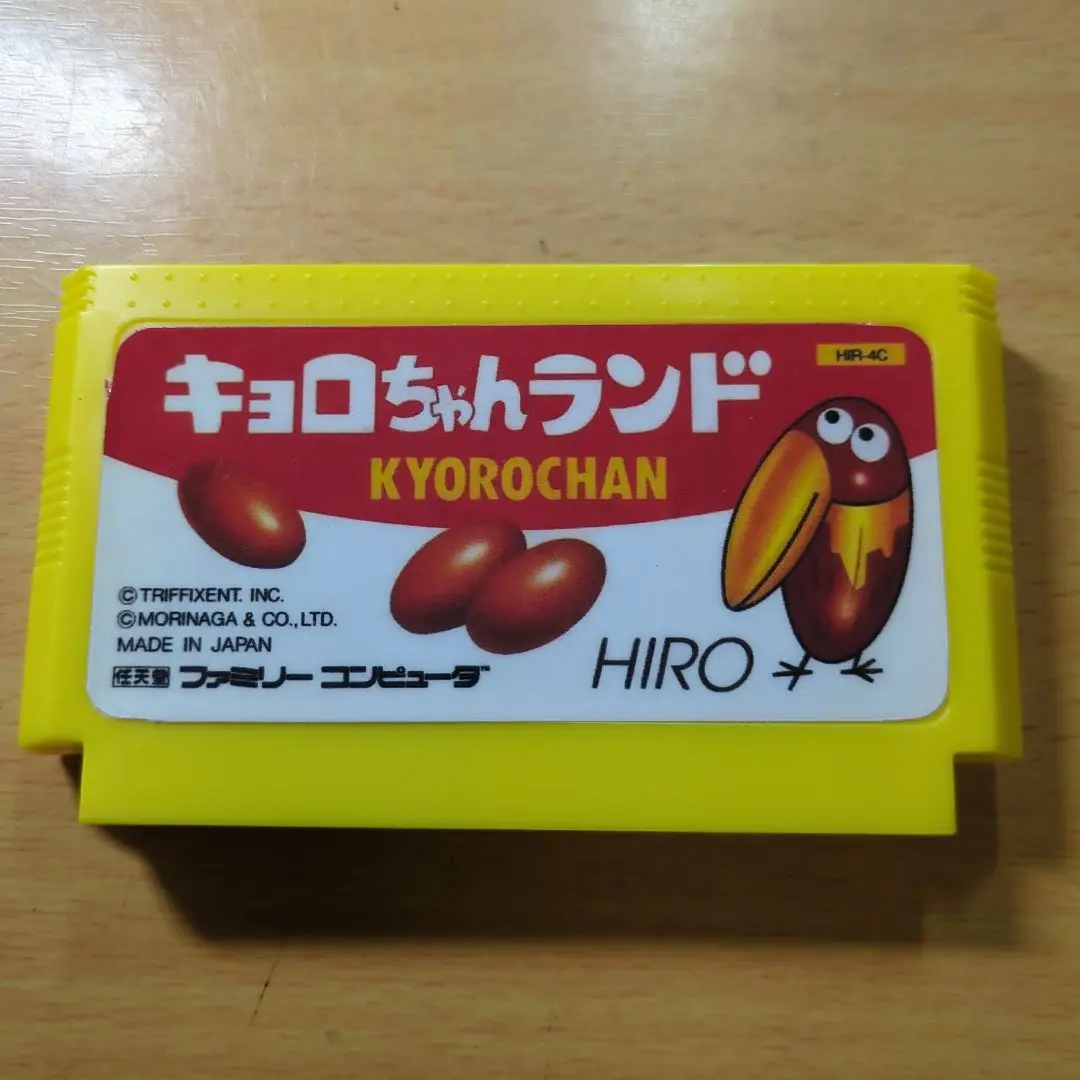 キョロちゃんランド
HIR-4C
KYOROCHAN
©TRIFFIXENT. INC.
©MORINAGA & CO., LTD.
MADE IN JAPAN
任天堂 ファミリーコンピュータ
HIRO